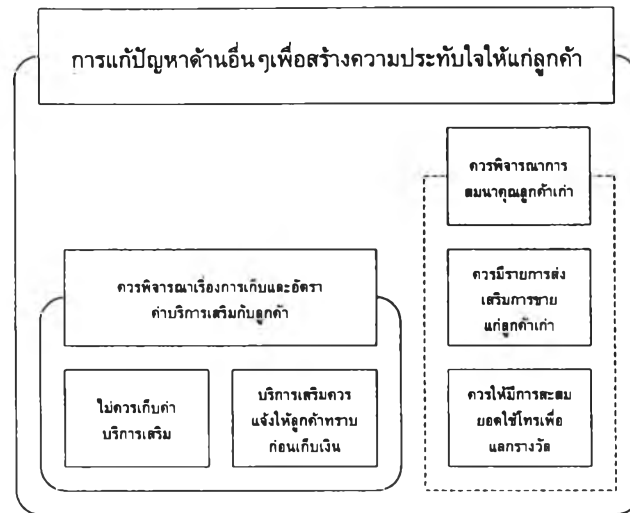 การแก้ปัญหาด้านอื่นๆเพื่อสร้างความประทับใจให้แก่ลูกค้า
ควรพิจารณาการ
สมนาคุณลูกค้าเก่า
ควรพิจารณาเรื่องการเก็บและอัตรา
ค่าบริการเสริมกับลูกค้า
ควรมีรายการส่ง
เสริมการขาย
แก่ลูกค้าเก่า
ไม่ควรเก็บค่า
บริการเสริม
บริการเสริมควร
แจ้งให้ลูกค้าทราบ
ก่อนเก็บเงิน
ควรให้มีการสะสม
ยอดใช้โทรเพื่อ
แลกรางวัล